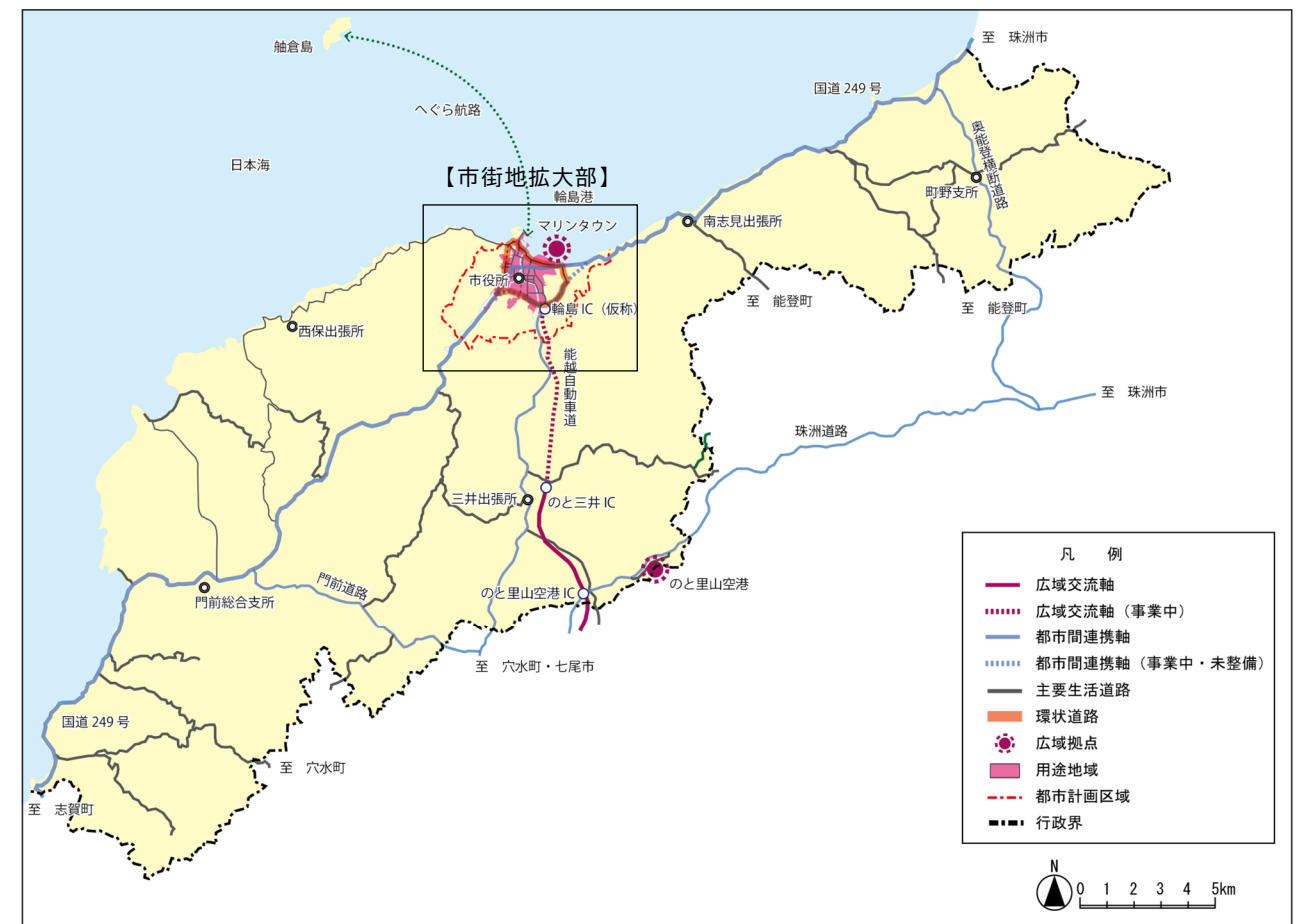 至　珠洲市
舳倉島
国道 249 号
へぐら航路
奥能登横断道路
日本海
【市街地拡大部】
町野支所
輪島港
マリンタウン
南志見出張所
市役所
至　能登町
至　能登町
輪島 IC（仮称）
西保出張所
能越自動車道
至　珠洲市
珠洲道路
三井出張所
のと三井 IC
門前道路
のと里山空港
のと里山空港 IC
門前総合支所
至　穴水町・七尾市
国道 249 号
至　穴水町
至　志賀町
凡　例
広域交流軸
広域交流軸（事業中）
都市間連携軸
都市間連携軸（事業中・未整備）
主要生活道路
環状道路
広域拠点
用途地域
都市計画区域
行政界
N
0 1 2 3 4 5km